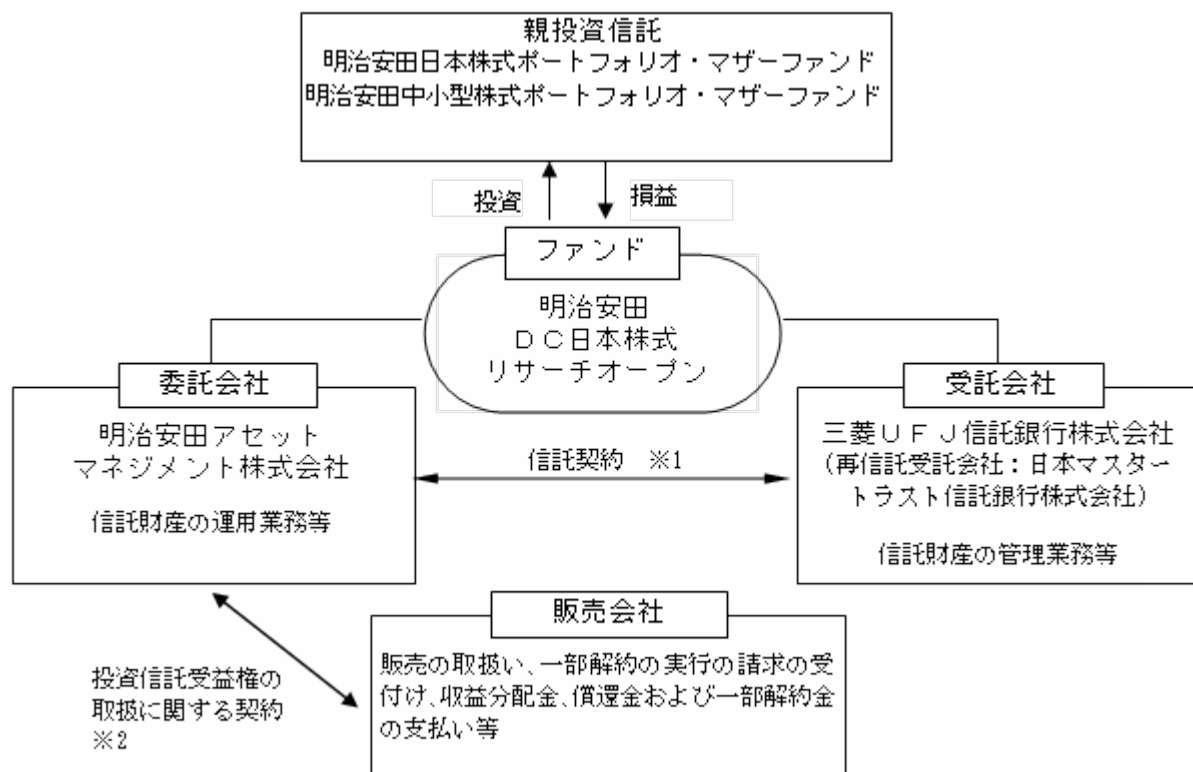 親投資信託
明治安田日本株式ポートフォリオ・マザーファンド
明治安田中小型株式ポートフォリオ・マザーファンド
投資
損益
ファンド
明治安田
ＤＣ日本株式
リサーチオープン
委託会社
明治安田アセット
マネジメント株式会社
信託財産の運用業務等
信託契約　※1
受託会社
三菱ＵＦＪ信託銀行株式会社
（再信託受託会社：日本マスター
トラスト信託銀行株式会社）
信託財産の管理業務等
投資信託受益権の
取扱に関する契約
※2
販売会社
販売の取扱い、一部解約の実行の請求の受
付け、収益分配金、償還金および一部解約金
の支払い等